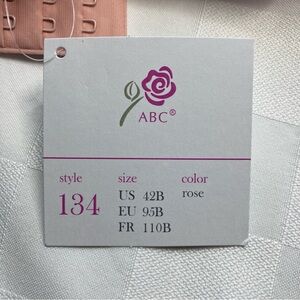 ABC®
style size color
134 US 42B rose
EU 95B
FR 110B